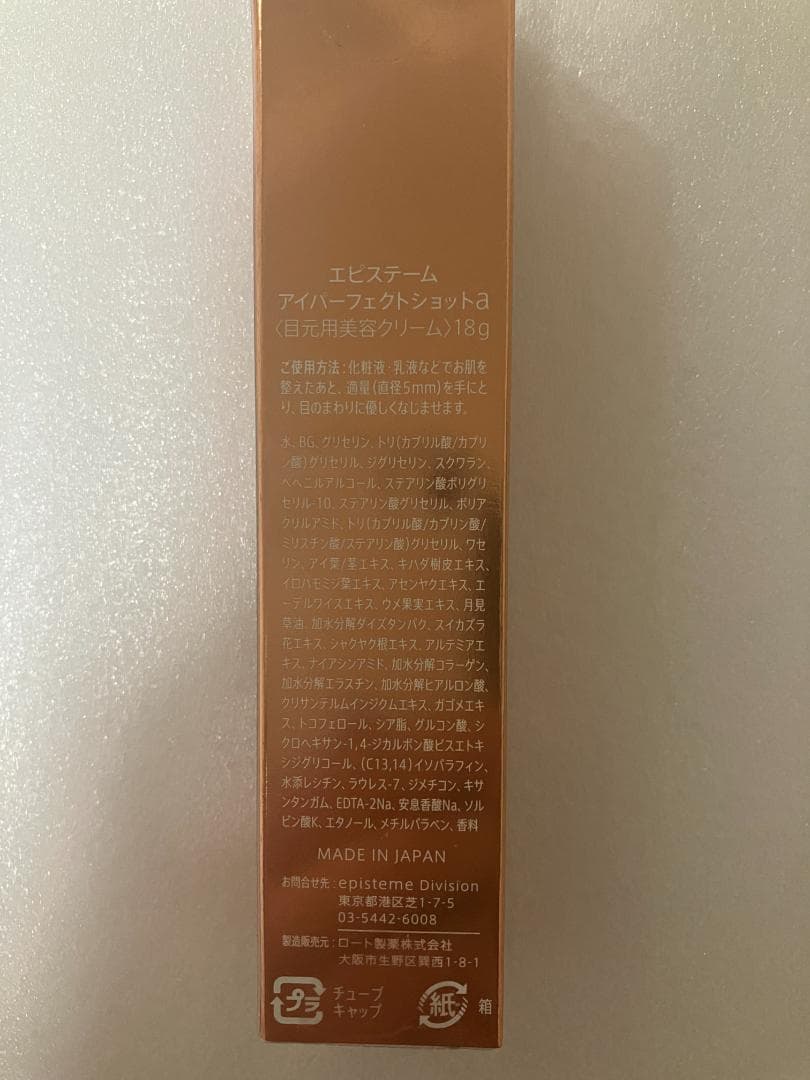 エピステーム
アイパーフェクトショットa
〈目元用美容クリーム〉18g
ご使用方法：化粧液・乳液などでお肌を
整えたあと、適量（直径5mm）を手にと
り、目のまわりに優しくなじませます。
水、BG、グリセリン、トリ（カプリル酸/カプリ
ン酸）グリセリル、ジグリセリン、スクワラン、
ベヘニルアルコール、ステアリン酸ポリグリ
セリル-10、ステアリン酸グリセリル、ポリア
クリルアミド、トリ（カプリル酸/カプリン酸/
ミリスチン酸/ステアリン酸）グリセリル、ワセ
リン、アイ葉/茎エキス、キハダ樹皮エキス、
イロハモミジ葉エキス、アセンヤクエキス、エ
ーデルワイスエキス、ウメ果実エキス、月見
草油、加水分解ダイズタンパク、スイカズラ
花エキス、シャクヤク根エキス、アルテミアエ
キス、ナイアシンアミド、加水分解コラーゲン、
加水分解エラスチン、加水分解ヒアルロン酸、
クリサンテルムインジクムエキス、ガゴメエキ
ス、トコフェロール、シア脂、グルコン酸、シ
クロヘキサン-1,4-ジカルボン酸ビスエトキ
シジグリコール、（C13,14）イソパラフィン、
水添レシチン、ラウレス-7、ジメチコン、キサ
ンタンガム、EDTA-2Na、安息香酸Na、ソル
ビン酸K、エタノール、メチルパラベン、香料
MADE IN JAPAN
お問合せ先：episteme Division
東京都港区芝1-7-5
03-5442-6008
製造販売元：ロート製薬株式会社
大阪市生野区巽西1-8-1
プラ チューブ
キャップ
紙 箱